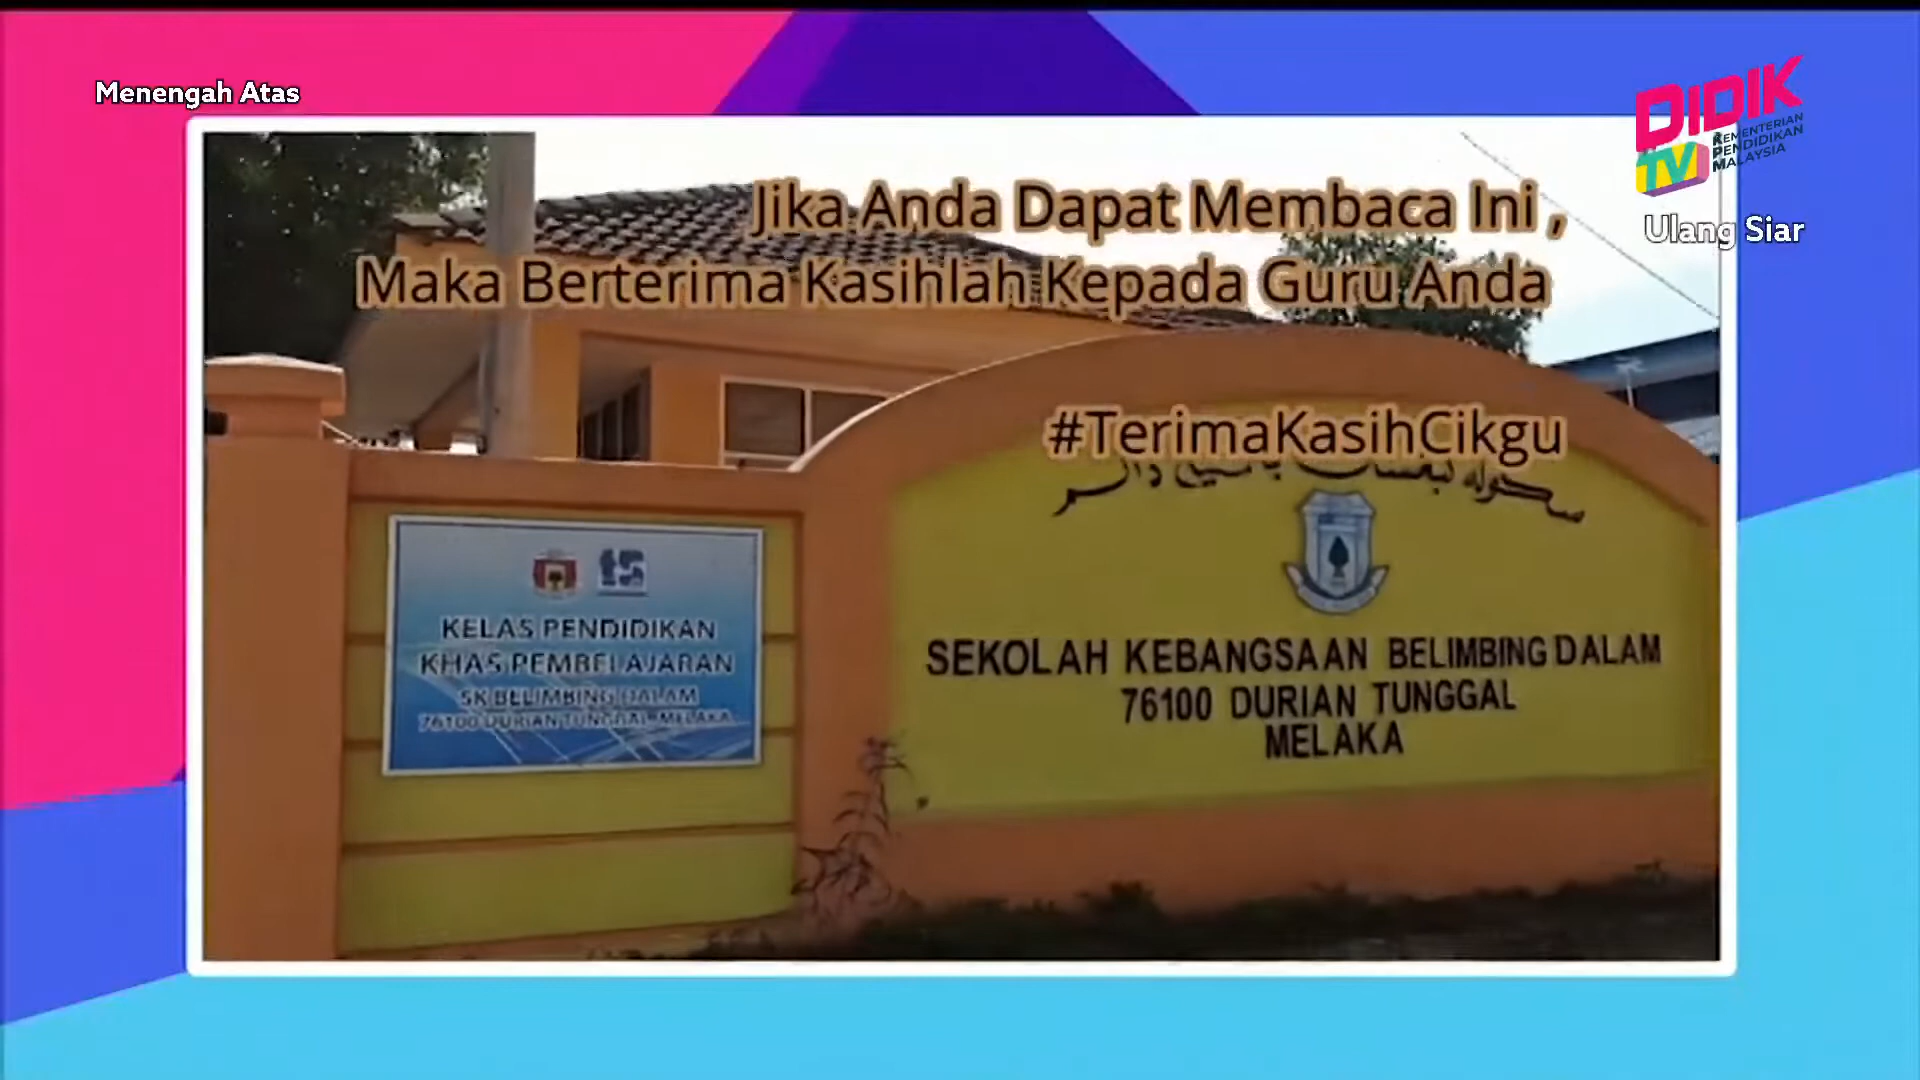 Menengah Atas
DIDIK
TV
KEMENTERIAN
PENDIDIKAN
MALAYSIA
Ulang Siar
Jika Anda Dapat Membaca Ini ,
Maka Berterima Kasihlah Kepada Guru Anda
#TerimaKasihCikgu
KELAS PENDIDIKAN
KHAS PEMBELAJARAN
SK BELIMBING DALAM
76100 DURIAN TUNGGAL, MELAKA
SEKOLAH KEBANGSAAN BELIMBING DALAM
76100 DURIAN TUNGGAL
MELAKA